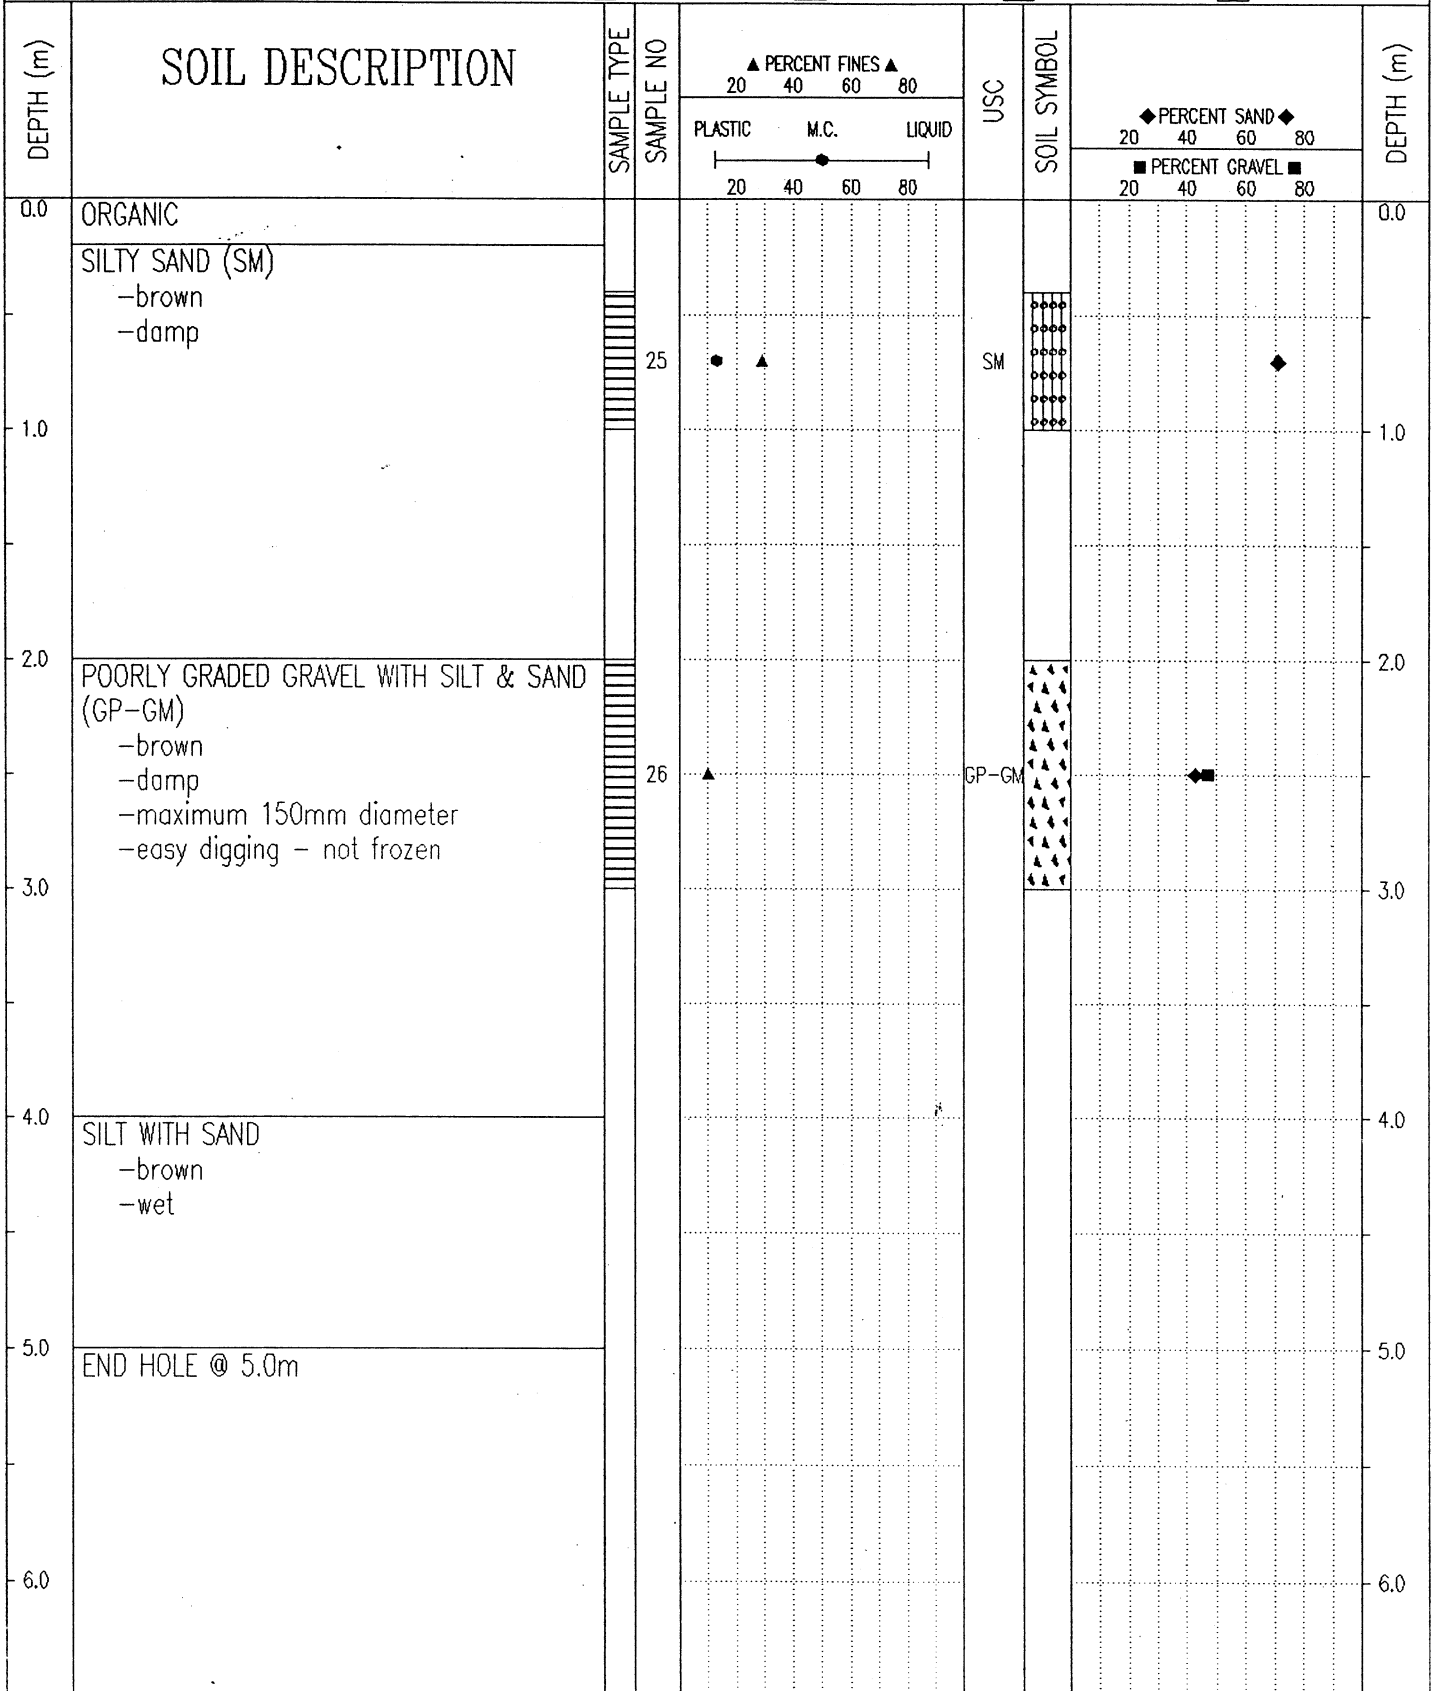 DEPTH (m)
SOIL DESCRIPTION
SAMPLE TYPE
SAMPLE NO
▲ PERCENT FINES ▲
20 40 60 80
PLASTIC M.C. LIQUID
20 40 60 80
USC
SOIL SYMBOL
◆PERCENT SAND◆
20 40 60 80
■ PERCENT GRAVEL ■
20 40 60 80
DEPTH (m)
0.0 ORGANIC 0.0
SILTY SAND (SM)
-brown
-damp
25 SM
1.0 1.0
2.0 2.0
POORLY GRADED GRAVEL WITH SILT & SAND
(GP-GM)
-brown
-damp
26 GP-GM
-maximum 150mm diameter
-easy digging - not frozen
3.0 3.0
4.0 4.0
SILT WITH SAND
-brown
-wet
5.0 5.0
END HOLE @ 5.0m
6.0 6.0